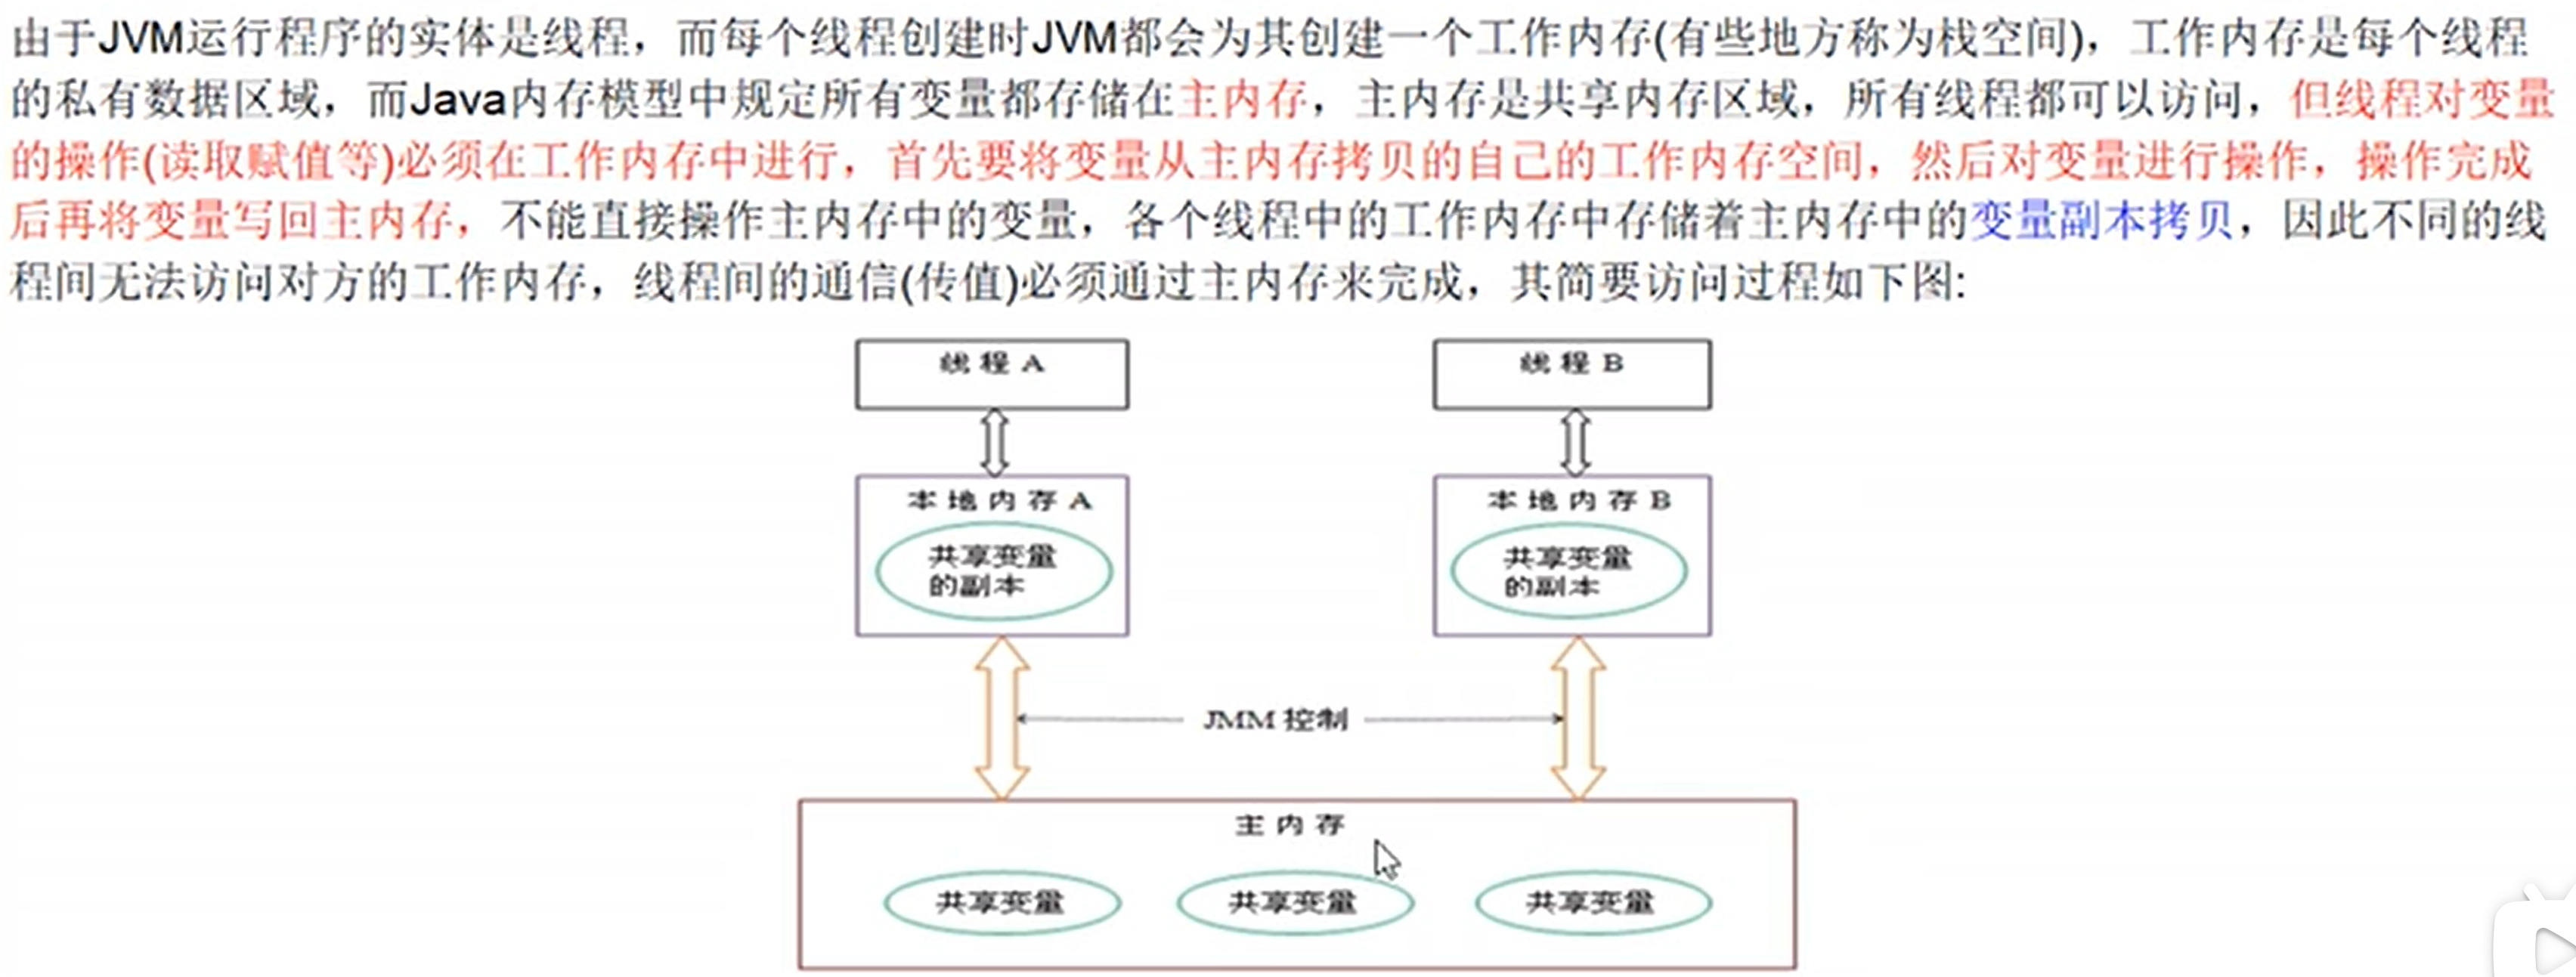 由于JVM运行程序的实体是线程，而每个线程创建时JVM都会为其创建一个工作内存(有些地方称为栈空间)，工作内存是每个线程
的私有数据区域，而Java内存模型中规定所有变量都存储在主内存，主内存是共享内存区域，所有线程都可以访问，但线程对变量
的操作(读取赋值等)必须在工作内存中进行，首先要将变量从主内存拷贝的自己的工作内存空间，然后对变量进行操作，操作完成
后再将变量写回主内存，不能直接操作主内存中的变量，各个线程中的工作内存中存储着主内存中的变量副本拷贝，因此不同的线
程间无法访问对方的工作内存，线程间的通信(传值)必须通过主内存来完成，其简要访问过程如下图:
线程A
线程B
本地内存A
本地内存B
共享变量
的副本
共享变量
的副本
JMM控制
主内存
共享变量
共享变量
共享变量